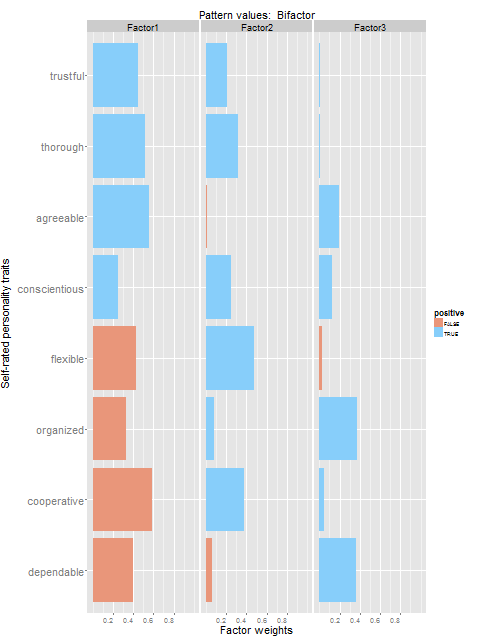 Pattern values: Bifactor
Factor1 Factor2 Factor3
trustful
thorough
agreeable
conscientious
flexible
organized
cooperative
dependable
Self-rated personality traits
0.2 0.4 0.6 0.8 0.2 0.4 0.6 0.8 0.2 0.4 0.6 0.8
Factor weights
positive
FALSE
TRUE